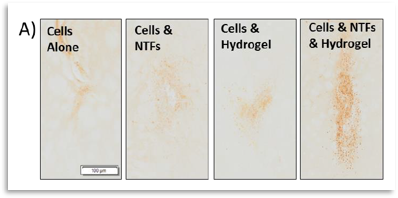 A)
Cells
Alone
Cells &
NTFs
Cells &
Hydrogel
Cells & NTFs
& Hydrogel
100 µm